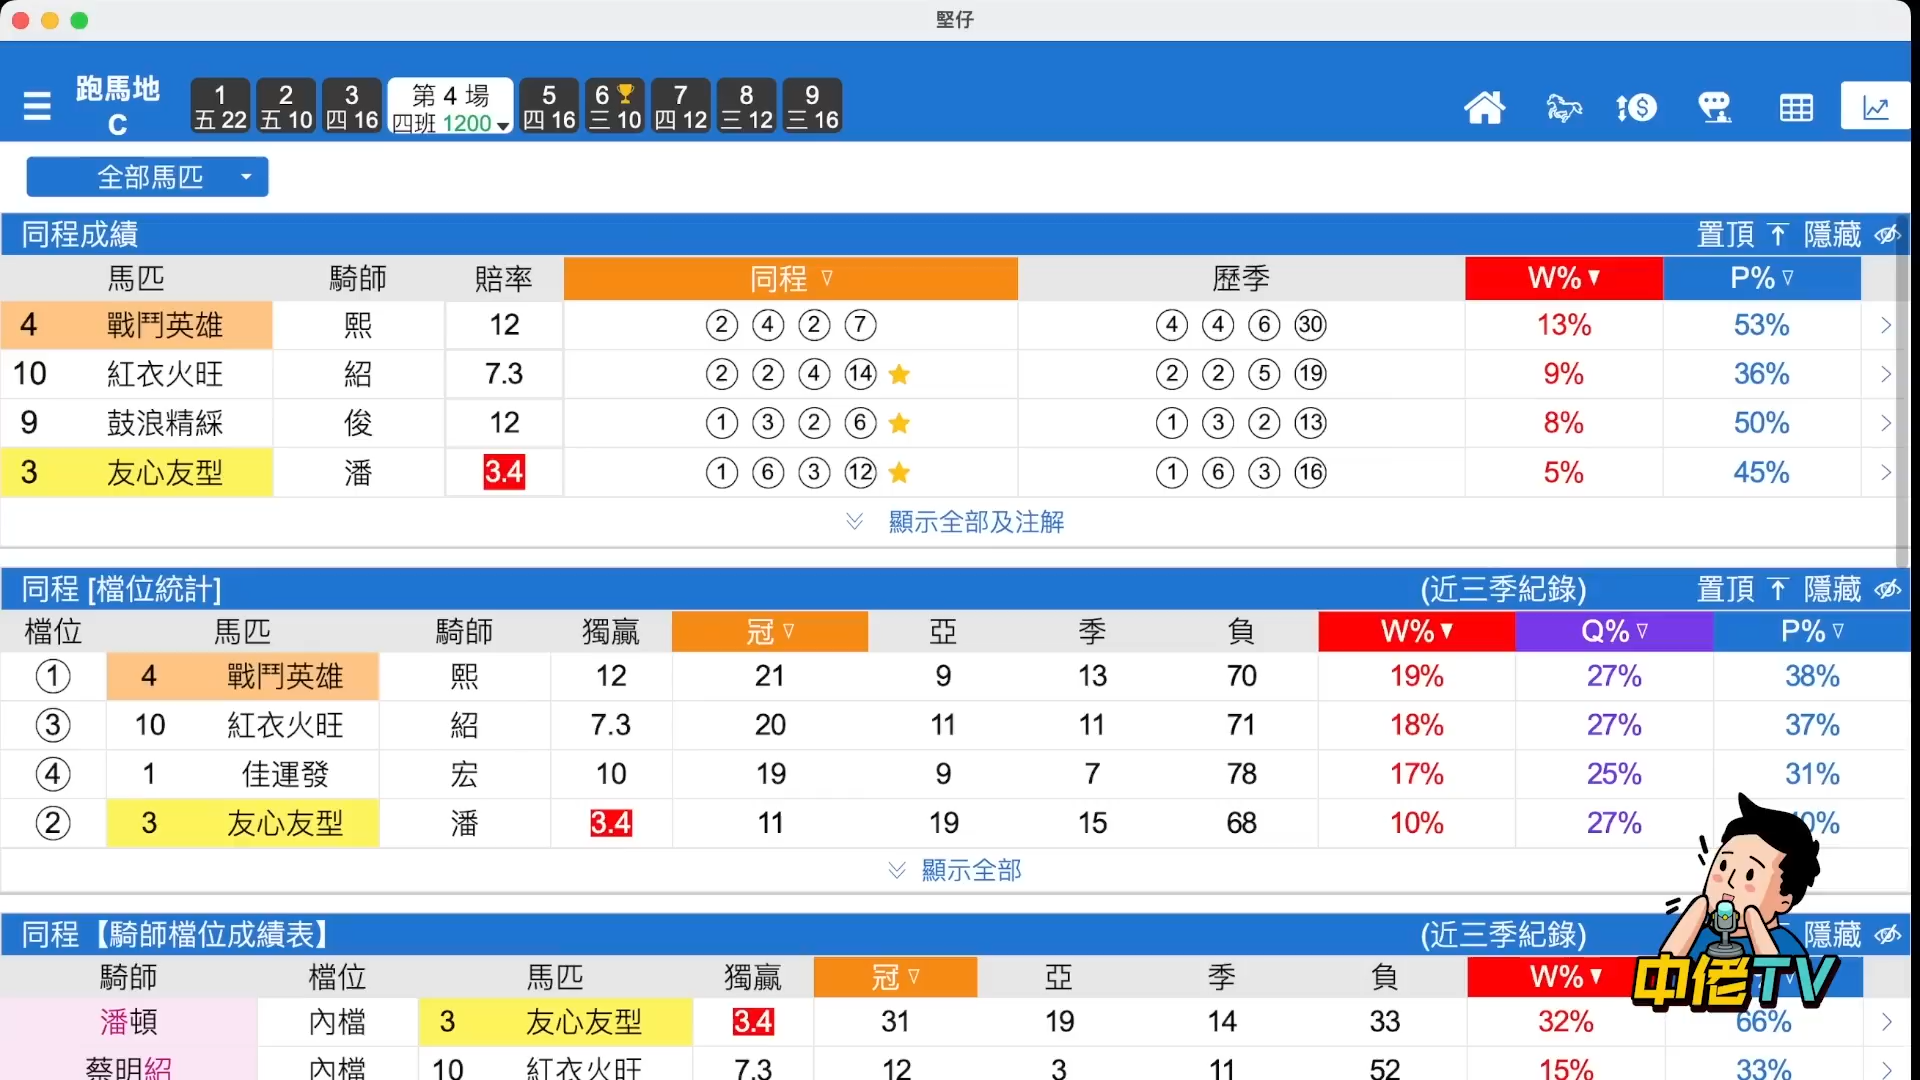 堅仔
跑馬地 C
1 五 22
2 五 10
3 四 16
第 4 場 四班 1200
5 四 16
6 三 10
7 四 12
8 三 12
9 三 16
全部馬匹
同程成績 置頂 隱藏
馬匹 騎師 賠率 同程 歷季 W% P%
4 戰鬥英雄 熙 12 2 4 2 7 4 4 6 30 13% 53%
10 紅衣火旺 紹 7.3 2 2 4 14 2 2 5 19 9% 36%
9 鼓浪精綵 俊 12 1 3 2 6 1 3 2 13 8% 50%
3 友心友型 潘 3.4 1 6 3 12 1 6 3 16 5% 45%
顯示全部及注解
同程 [檔位統計] (近三季紀錄) 置頂 隱藏
檔位 馬匹 騎師 獨贏 冠 亞 季 負 W% Q% P%
1 4 戰鬥英雄 熙 12 21 9 13 70 19% 27% 38%
3 10 紅衣火旺 紹 7.3 20 11 11 71 18% 27% 37%
4 1 佳運發 宏 10 19 9 7 78 17% 25% 31%
2 3 友心友型 潘 3.4 11 19 15 68 10% 27%
顯示全部
同程【騎師檔位成績表】 (近三季紀錄) 隱藏
騎師 檔位 馬匹 獨贏 冠 亞 季 負 W%
潘頓 內檔 3 友心友型 3.4 31 19 14 33 32% 66%
蔡明紹 內檔 10 紅衣火旺 7.3 12 3 11 52 15% 33%
中佬TV